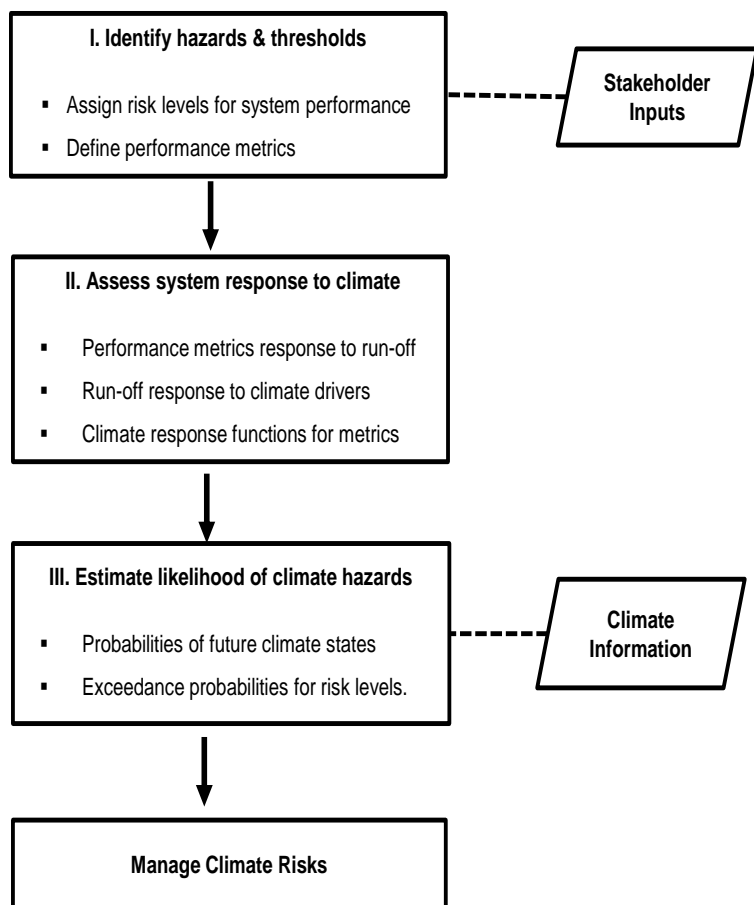 I. Identify hazards & thresholds
▪ Assign risk levels for system performance
▪ Define performance metrics
Stakeholder
Inputs
II. Assess system response to climate
▪ Performance metrics response to run-off
▪ Run-off response to climate drivers
▪ Climate response functions for metrics
III. Estimate likelihood of climate hazards
▪ Probabilities of future climate states
▪ Exceedance probabilities for risk levels.
Climate
Information
Manage Climate Risks